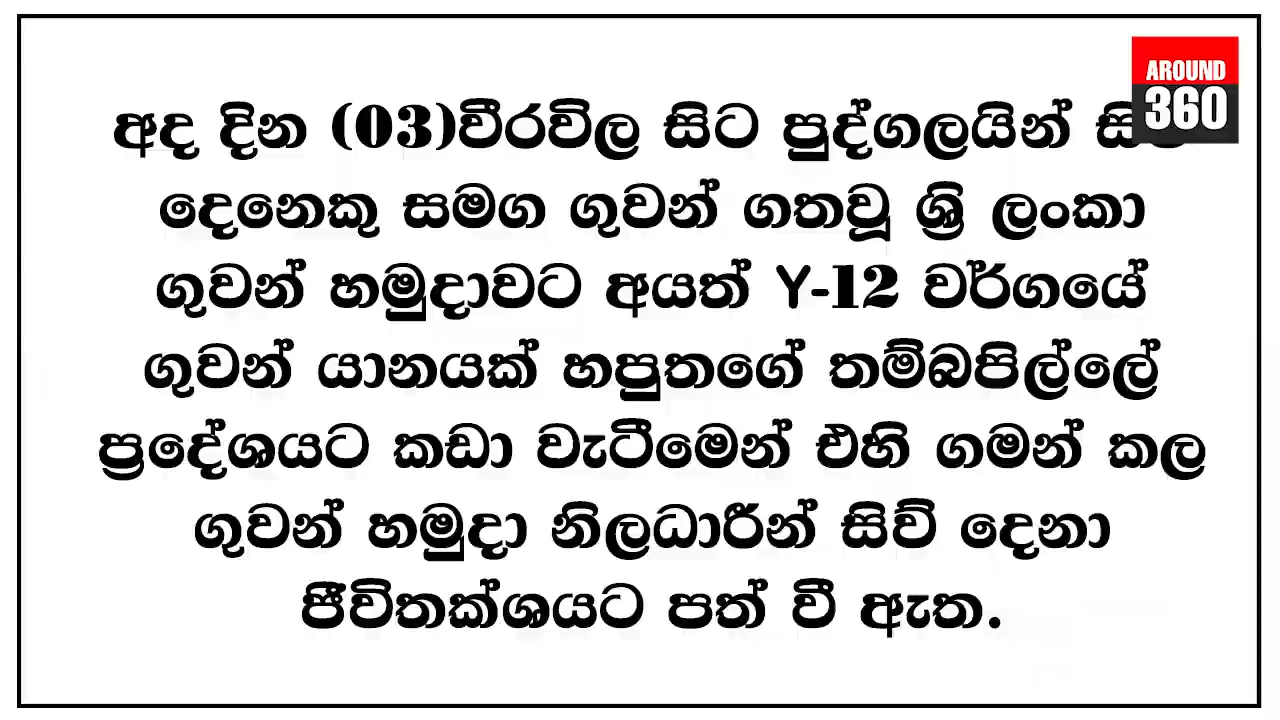 AROUND
360
අද දින (03)වීරවිල සිට පුද්ගලයින්
දෙනෙකු සමග ගුවන් ගතවූ ශ්‍රි ලංකා
ගුවන් හමුදාවට අයත් Y-12 වර්ගයේ
ගුවන් යානයක් හපුතගේ තම්බපිල්ලේ
ප්‍රදේශයට කඩා වැටීමෙන් එහි ගමන් කල
ගුවන් හමුදා නිලධාරීන් සිව් දෙනා
ජීවිතක්ශයට පත් වී ඇත.